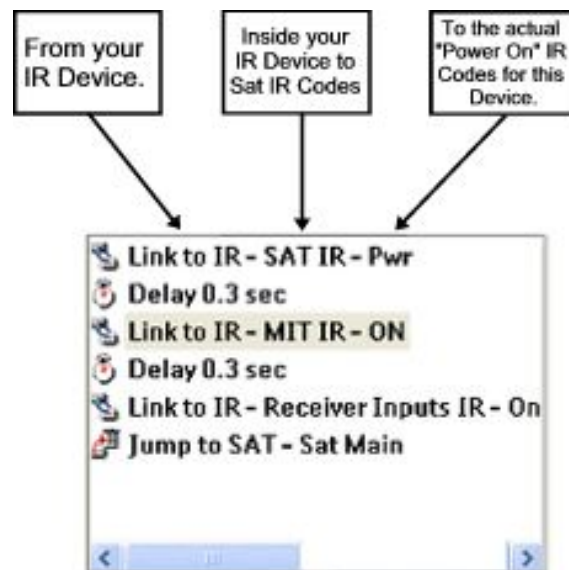 From your
IR Device.
Inside your
IR Device to
Sat IR Codes
To the actual
"Power On" IR
Codes for this
Device.
Link to IR - SAT IR - Pwr
Delay 0.3 sec
Link to IR - MIT IR - ON
Delay 0.3 sec
Link to IR - Receiver Inputs IR - On
Jump to SAT - Sat Main